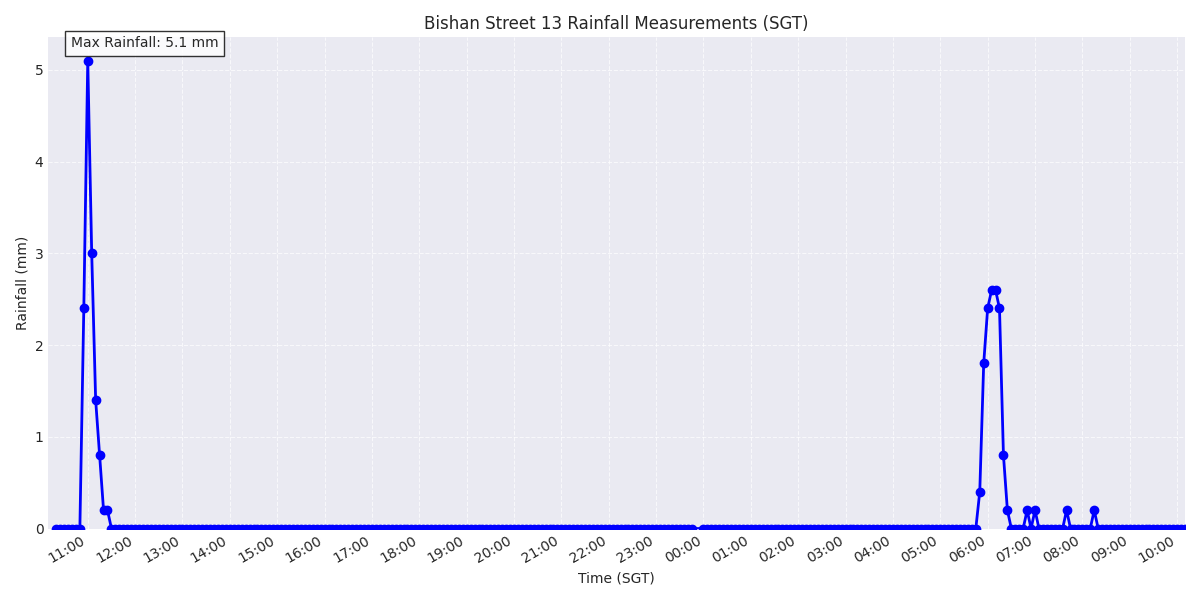 Bishan Street 13 Rainfall Measurements (SGT)
Max Rainfall: 5.1 mm
5
4
3
2
1
0
Rainfall (mm)
11:00 12:00 13:00 14:00 15:00 16:00 17:00 18:00 19:00 20:00 21:00 22:00 23:00 00:00 01:00 02:00 03:00 04:00 05:00 06:00 07:00 08:00 09:00 10:00
Time (SGT)